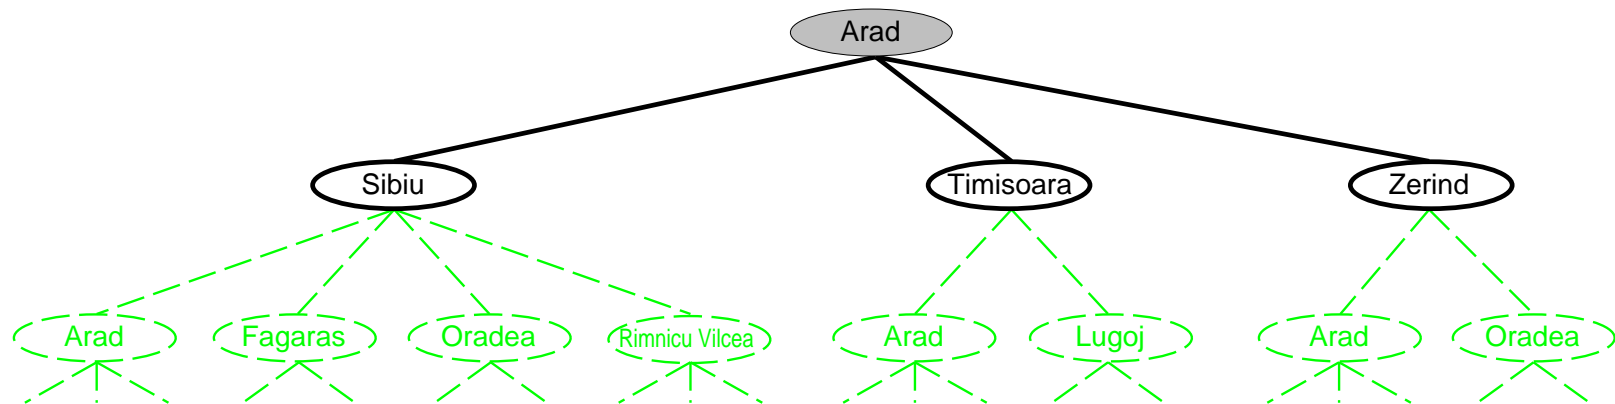 Arad
Sibiu
Timisoara
Zerind
Arad
Fagaras
Oradea
Rimnicu Vilcea
Arad
Lugoj
Arad
Oradea